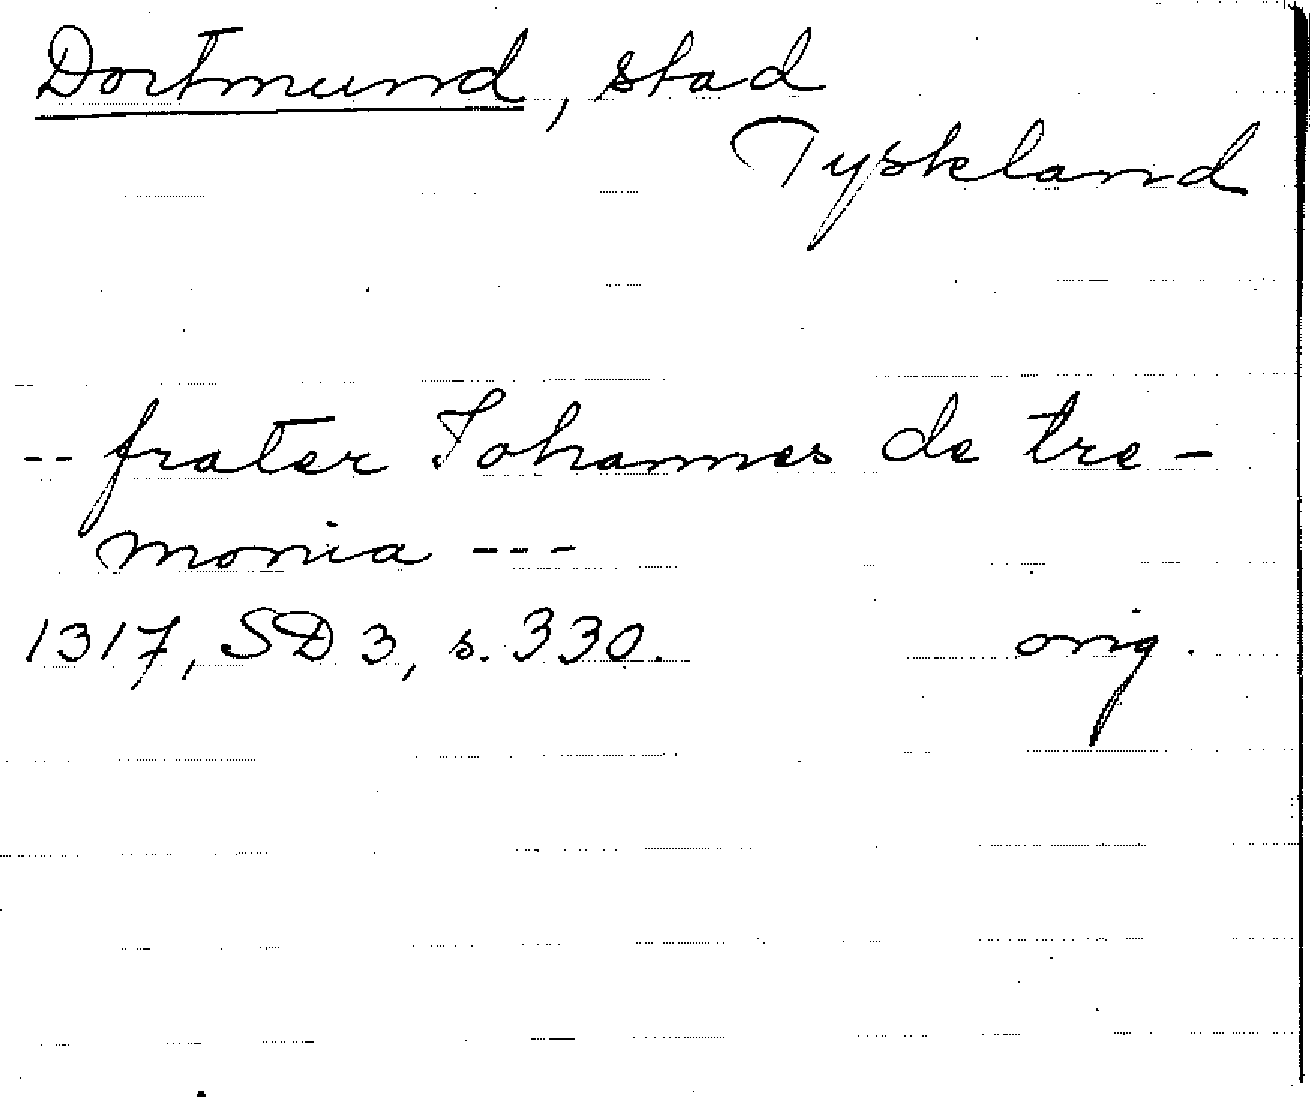 Dortmund, stad
Tyskland
-- frater Johannes de tre-
monia ---
1317, SD 3, s. 330. orig.